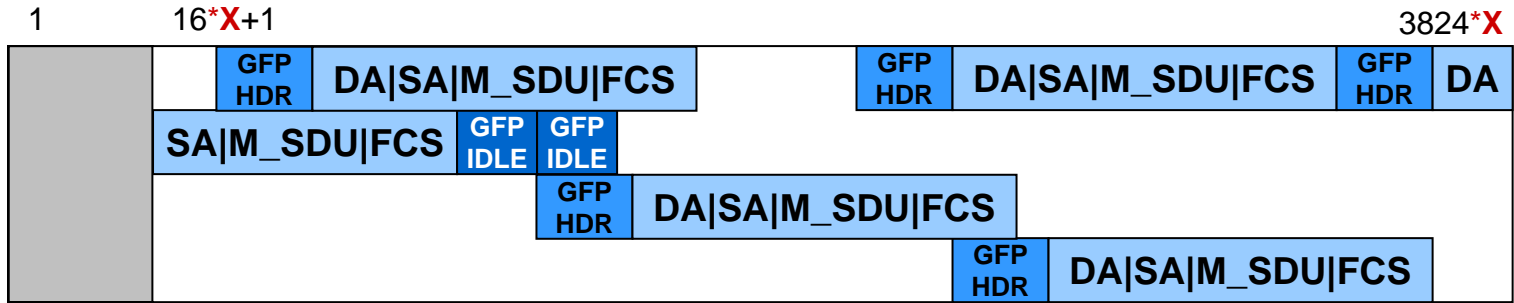 1 16*X+1 3824*X
GFP HDR DA|SA|M_SDU|FCS GFP HDR DA|SA|M_SDU|FCS GFP HDR DA
SA|M_SDU|FCS GFP IDLE GFP IDLE
GFP HDR DA|SA|M_SDU|FCS
GFP HDR DA|SA|M_SDU|FCS